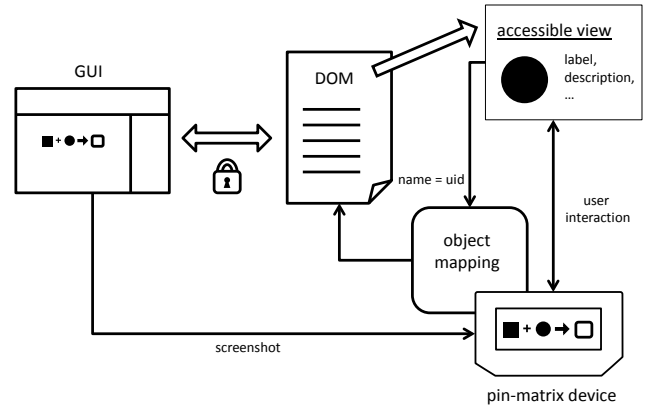 accessible view
label,
description,
...
GUI
DOM
name = uid
user
interaction
object
mapping
screenshot
pin-matrix device